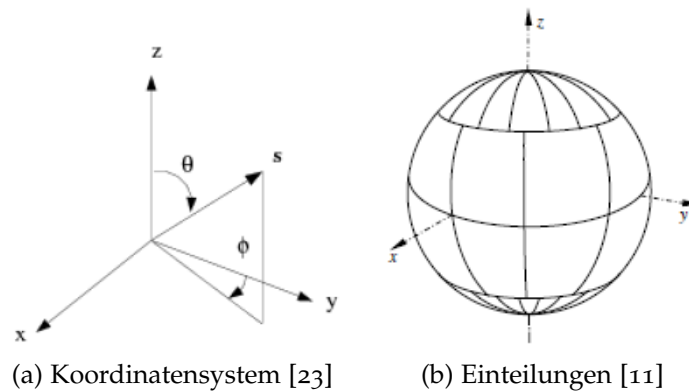 z
θ
s
ϕ
x
y
(a) Koordinatensystem [23]
z
y
x
(b) Einteilungen [11]